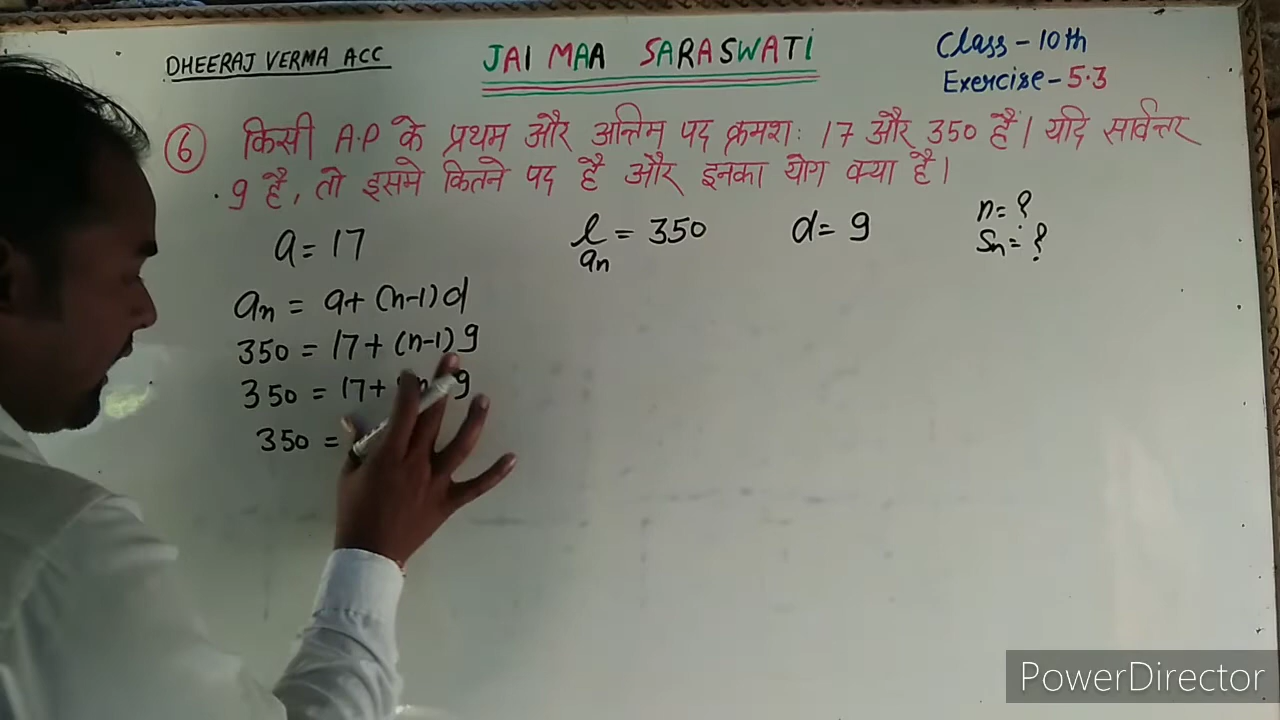 DHEERAJ VERMA ACC
JAI MAA SARASWATI
Class - 10th
Exercise - 5.3
6 किसी A.P के प्रथम और अन्तिम पद क्रमश: 17 और 350 है। यदि सार्वन्तर
9 है, तो इसमे कितने पद है और इनका योग क्या है।
a = 17
l = 350
an
d = 9
n = ?
Sn = ?
an = a+ (n-1)d
350 = 17+ (n-1)9
350 = 17+ 9
350 =
PowerDirector